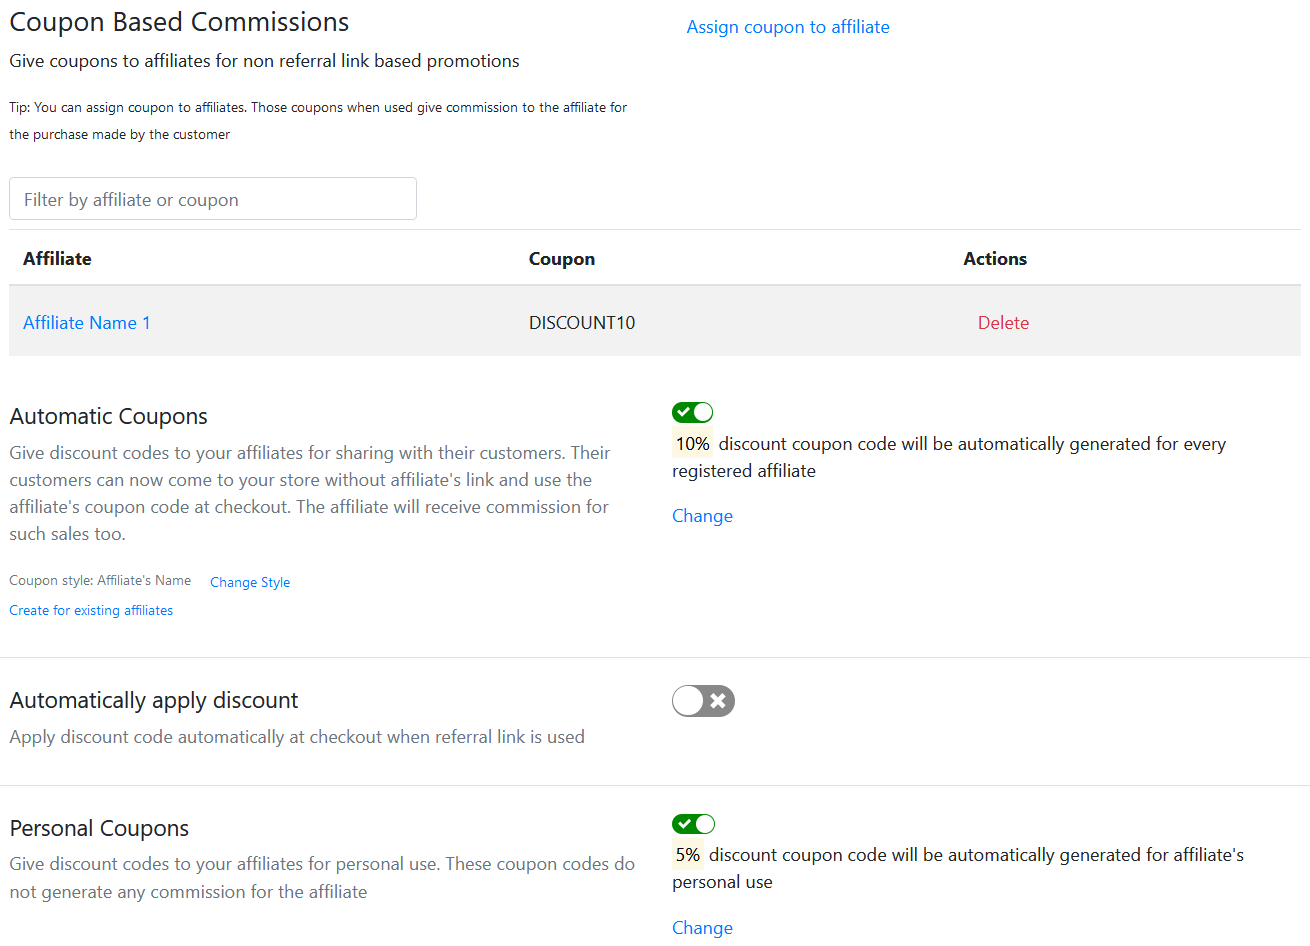 Coupon Based Commissions
Assign coupon to affiliate
Give coupons to affiliates for non referral link based promotions
Tip: You can assign coupon to affiliates. Those coupons when used give commission to the affiliate for
the purchase made by the customer
Filter by affiliate or coupon
Affiliate Coupon Actions
Affiliate Name 1 DISCOUNT10 Delete
Automatic Coupons
Give discount codes to your affiliates for sharing with their customers. Their
customers can now come to your store without affiliate's link and use the
affiliate's coupon code at checkout. The affiliate will receive commission for
such sales too.
Coupon style: Affiliate's Name Change Style
Create for existing affiliates
10% discount coupon code will be automatically generated for every
registered affiliate
Change
Automatically apply discount
Apply discount code automatically at checkout when referral link is used
Personal Coupons
Give discount codes to your affiliates for personal use. These coupon codes do
not generate any commission for the affiliate
5% discount coupon code will be automatically generated for affiliate's
personal use
Change